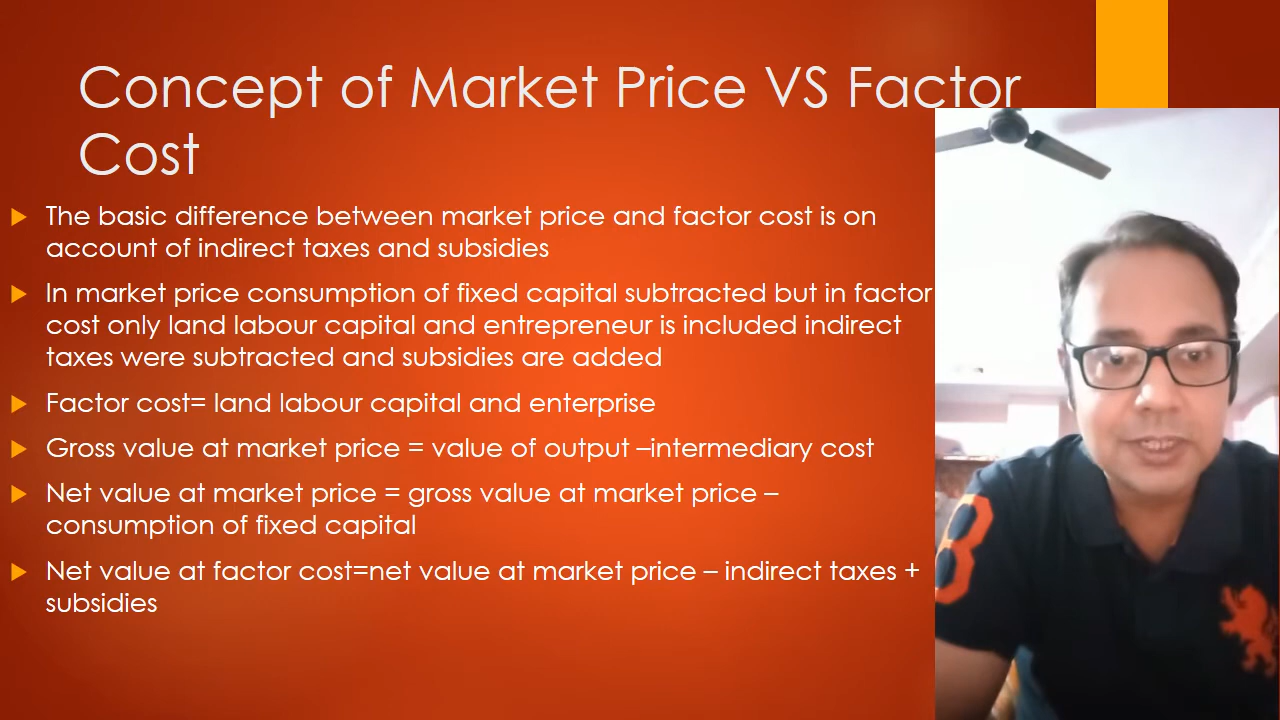 Concept of Market Price VS Factor
Cost
The basic difference between market price and factor cost is on
account of indirect taxes and subsidies
In market price consumption of fixed capital subtracted but in factor
cost only land labour capital and entrepreneur is included indirect
taxes were subtracted and subsidies are added
Factor cost= land labour capital and enterprise
Gross value at market price = value of output –intermediary cost
Net value at market price = gross value at market price –
consumption of fixed capital
Net value at factor cost=net value at market price – indirect taxes +
subsidies